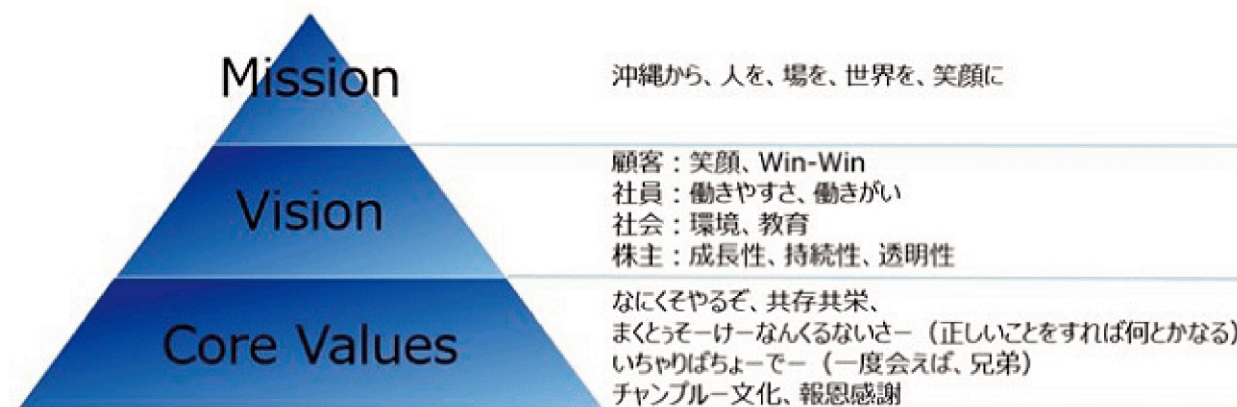 Mission
沖縄から、人を、場を、世界を、笑顔に
Vision
顧客：笑顔、Win-Win
社員：働きやすさ、働きがい
社会：環境、教育
株主：成長性、持続性、透明性
Core Values
なにくそやるぞ、共存共栄、
まくとぅそーけーなんくるないさー（正しいことをすれば何とかなる）
いちゃりばちょーでー（一度会えば、兄弟）
チャンプルー文化、報恩感謝